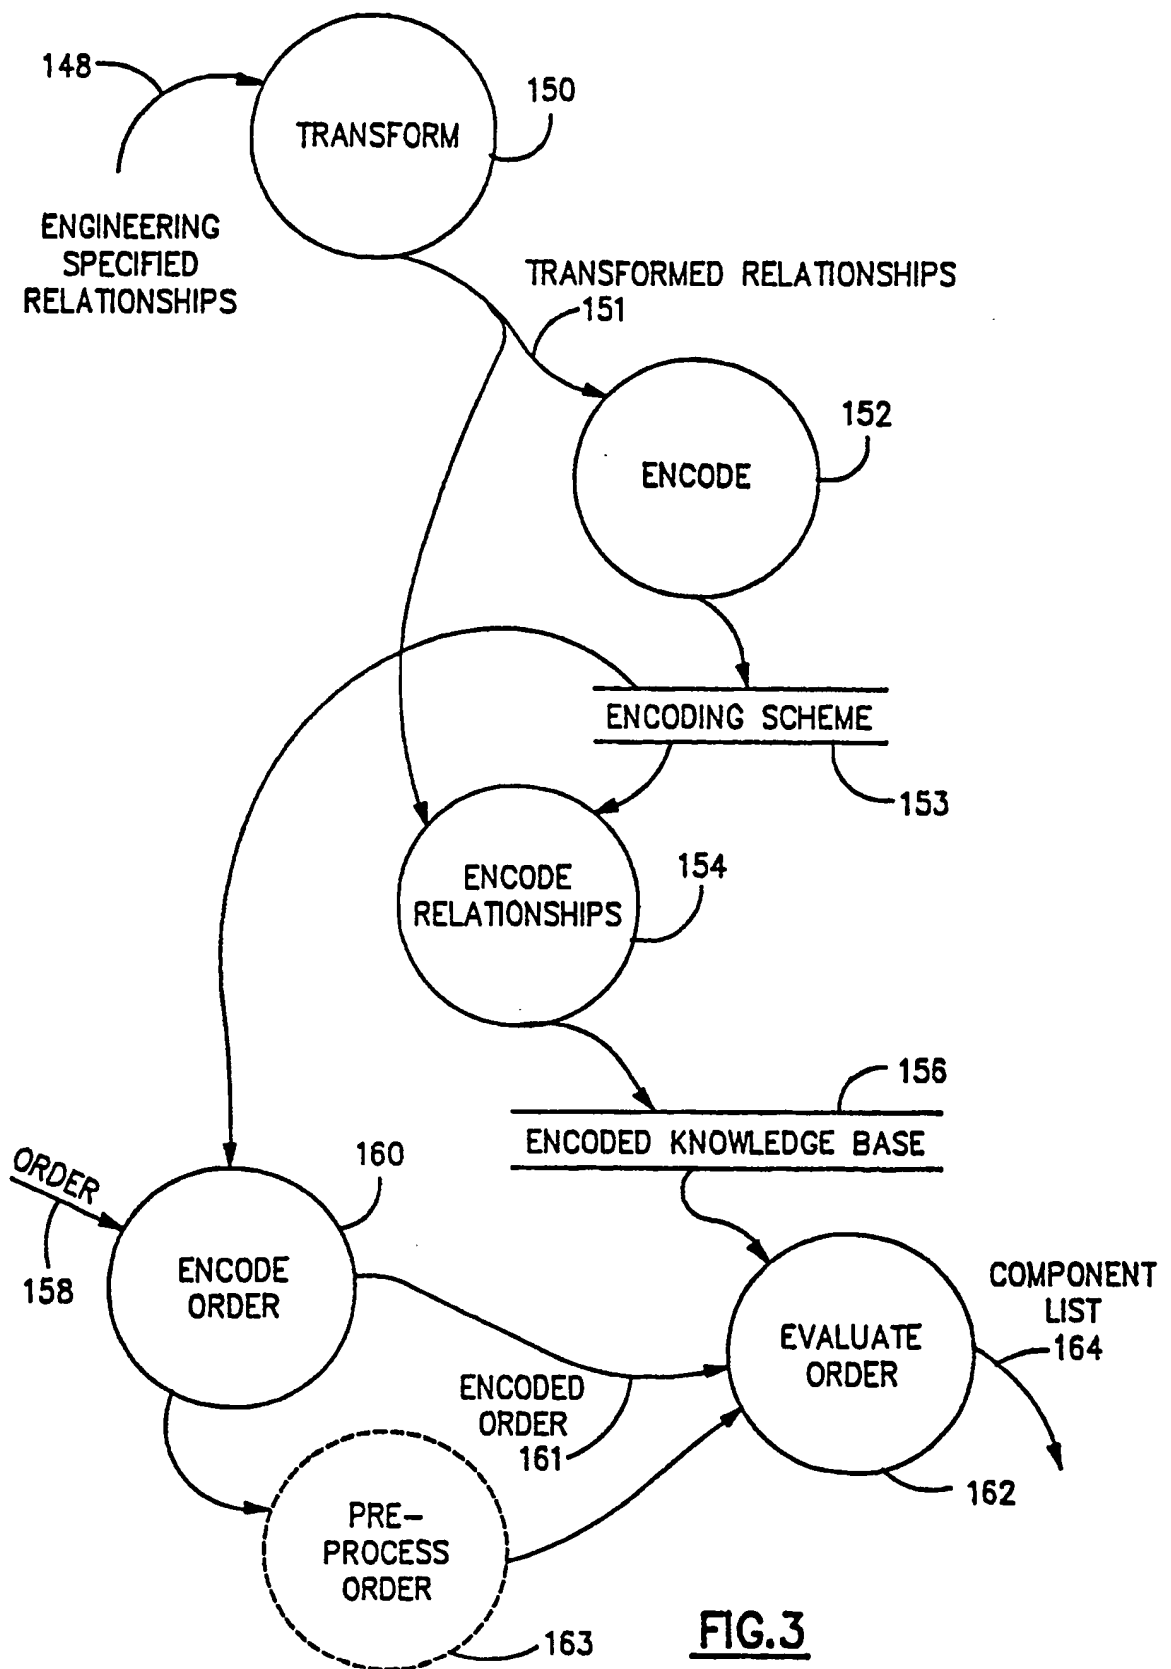 148
TRANSFORM
150
ENGINEERING
SPECIFIED
RELATIONSHIPS
TRANSFORMED RELATIONSHIPS
151
152
ENCODE
ENCODING SCHEME
153
ENCODE
RELATIONSHIPS
154
156
ENCODED KNOWLEDGE BASE
ORDER
158
160
ENCODE
ORDER
COMPONENT
LIST
164
EVALUATE
ORDER
ENCODED
ORDER
161
162
PRE-
PROCESS
ORDER
163
FIG.3